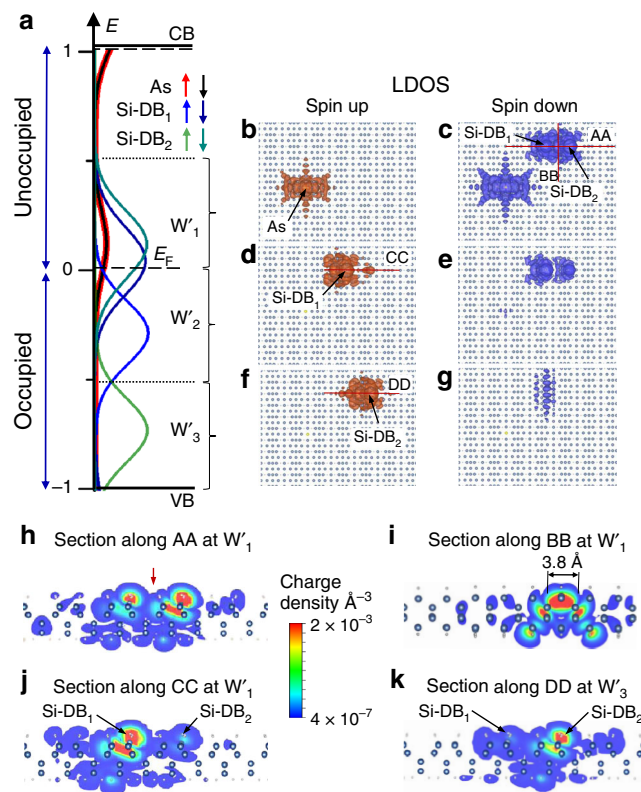 a
E
CB
1
As
Si-DB1
Si-DB2
Unoccupied
W′1
EF
0
W′2
Occupied
W′3
−1
VB
LDOS
Spin up
Spin down
b
As
c
Si-DB1
AA
BB
Si-DB2
d
CC
Si-DB1
e
f
DD
Si-DB2
g
h
Section along AA at W′1
i
Section along BB at W′1
3.8 Å
Charge
density Å−3
2 × 10−3
4 × 10−7
j
Section along CC at W′1
Si-DB1
Si-DB2
k
Section along DD at W′3
Si-DB1
Si-DB2